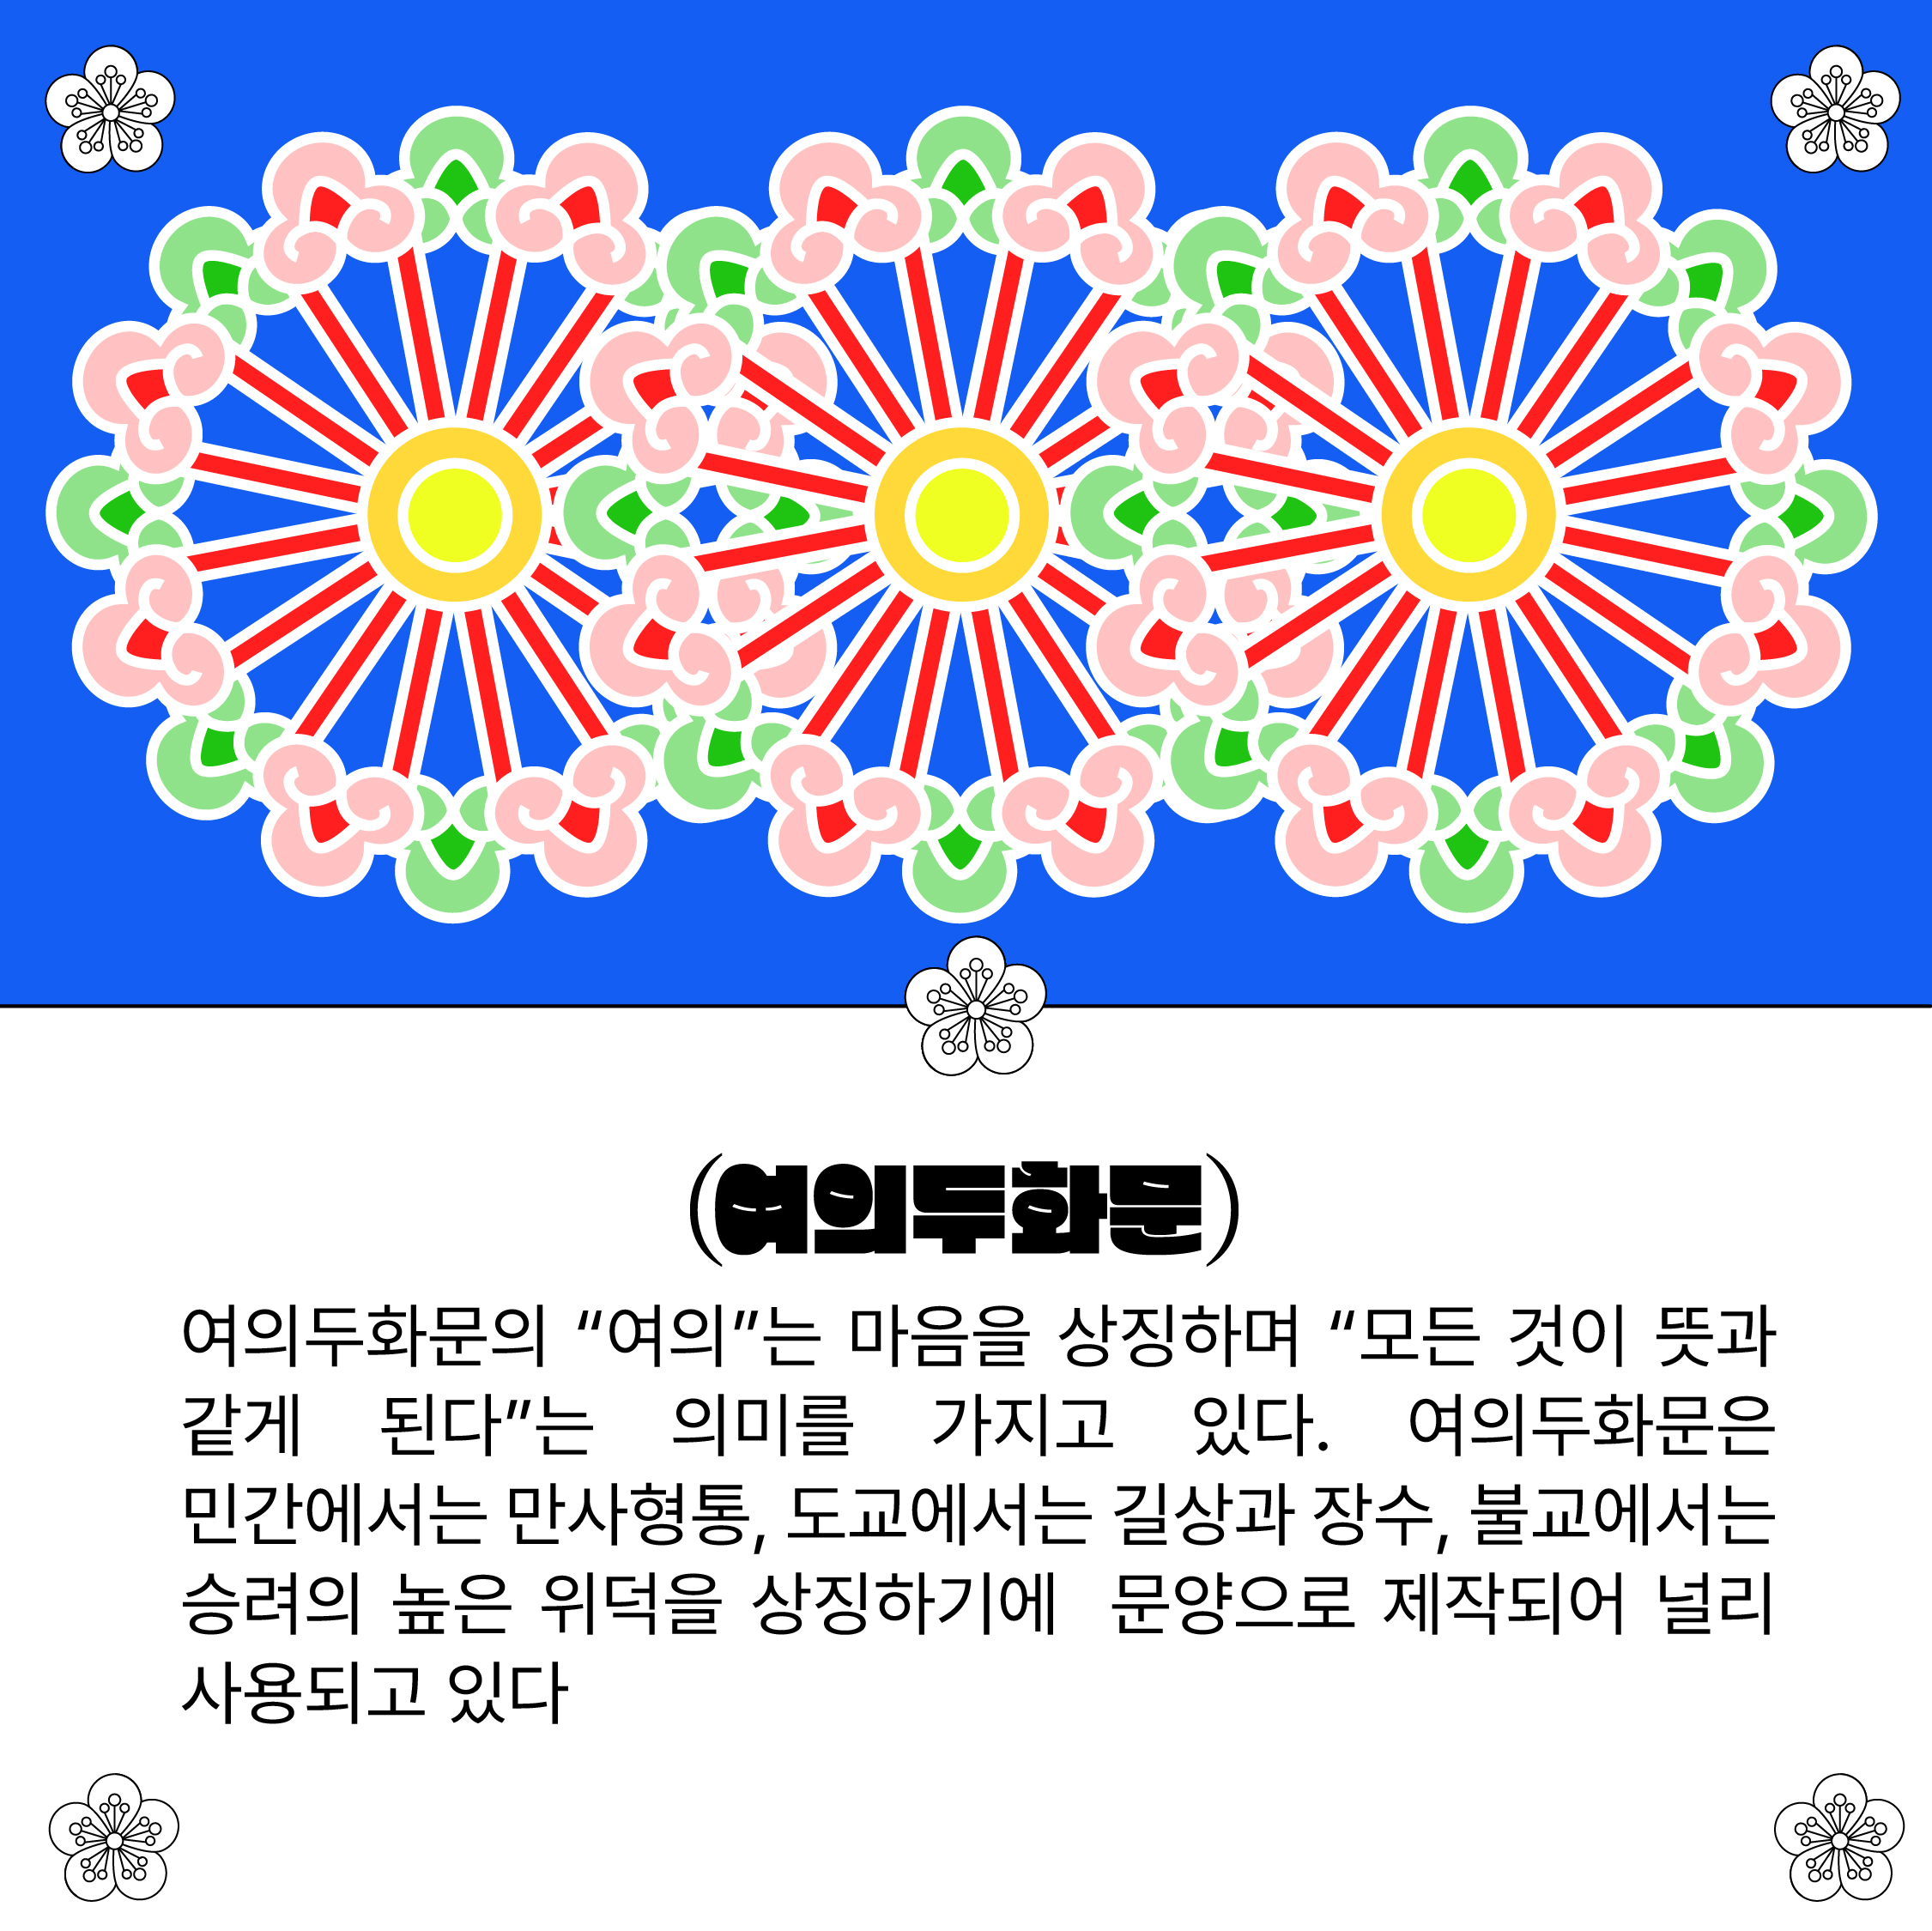 (여의두화문)
여의두화문의 “여의”는 마음을 상징하며 “모든 것이 뜻과
같게 된다”는 의미를 가지고 있다. 여의두화문은
민간에서는 만사형통, 도교에서는 길상과 장수, 불교에서는
승려의 높은 위덕을 상징하기에 문양으로 제작되어 널리
사용되고 있다